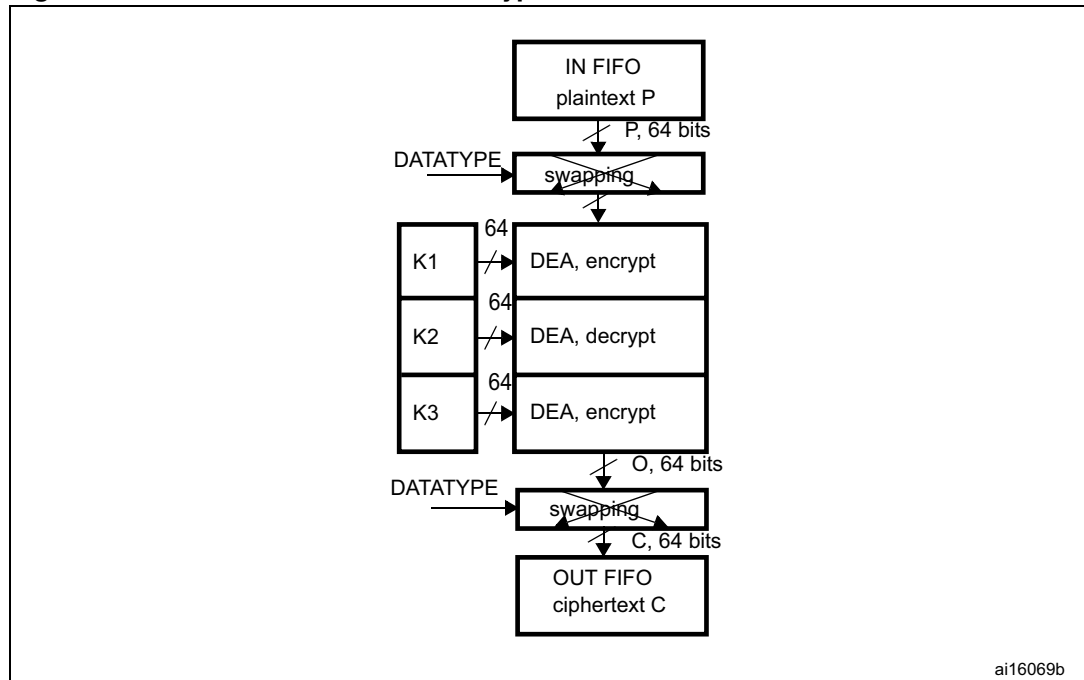 IN FIFO
plaintext P
P, 64 bits
DATATYPE
swapping
64
K1
DEA, encrypt
64
K2
DEA, decrypt
64
K3
DEA, encrypt
O, 64 bits
DATATYPE
swapping
C, 64 bits
OUT FIFO
ciphertext C
ai16069b